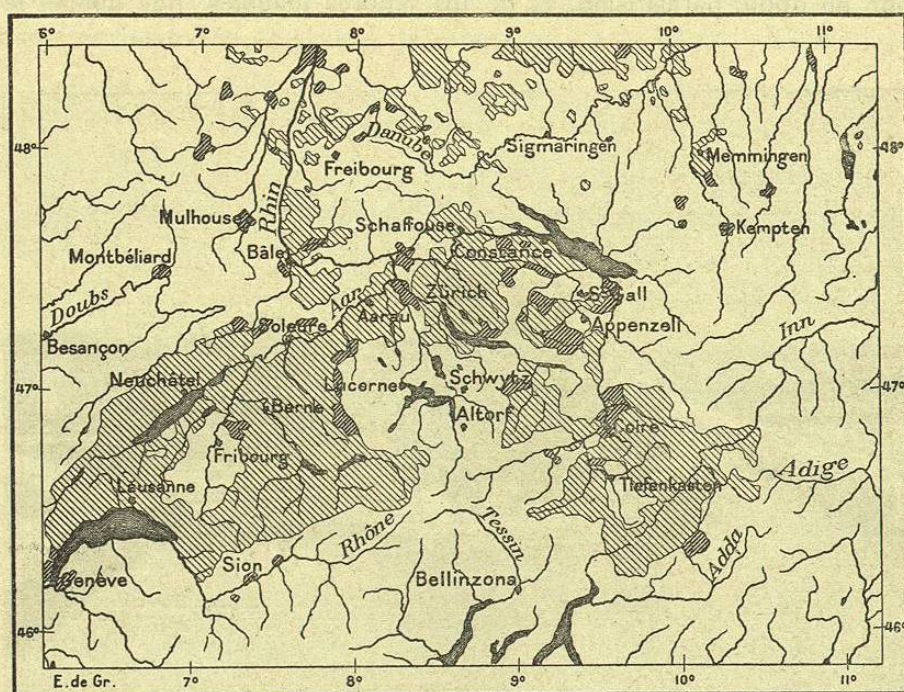 6° 7° 8° 9° 10° 11°
48° 48°
Danube
Sigmaringen
Memmingen
Freibourg
Rhin
Mulhouse
Schaffouse
Kempten
Montbéliard
Bâle
Constance
Doubs
Aar
Zürich
St Gall
Aarau
Soleure
Appenzell
Besançon
Inn
47° 47°
Neuchâtel
Lucerne
Schwytz
Berne
Altorf
Coire
Fribourg
Adige
Lausanne
Tiefenkasten
Rhône
Tessin
Sion
Adda
Genève
Bellinzona
46° 46°
E. de Gr.
7° 8° 9° 10° 11°